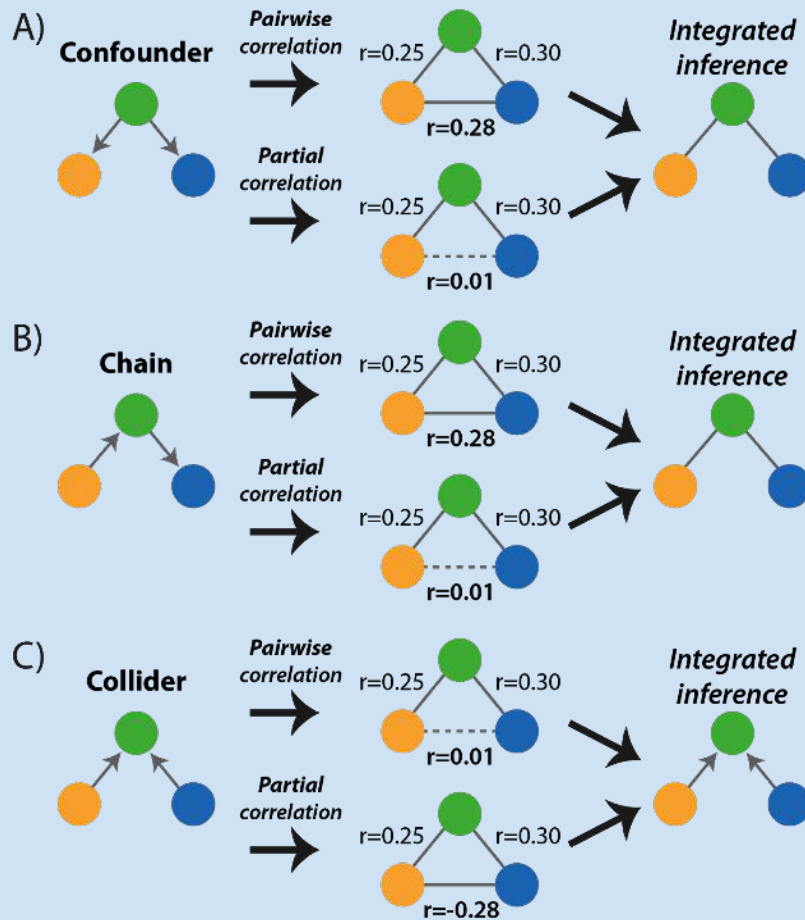 A)
Confounder
Pairwise
correlation
r=0.25
r=0.30
r=0.28
Partial
correlation
r=0.25
r=0.30
r=0.01
Integrated
inference
B)
Chain
Pairwise
correlation
r=0.25
r=0.30
r=0.28
Partial
correlation
r=0.25
r=0.30
r=0.01
Integrated
inference
C)
Collider
Pairwise
correlation
r=0.25
r=0.30
r=0.01
Partial
correlation
r=0.25
r=0.30
r=-0.28
Integrated
inference